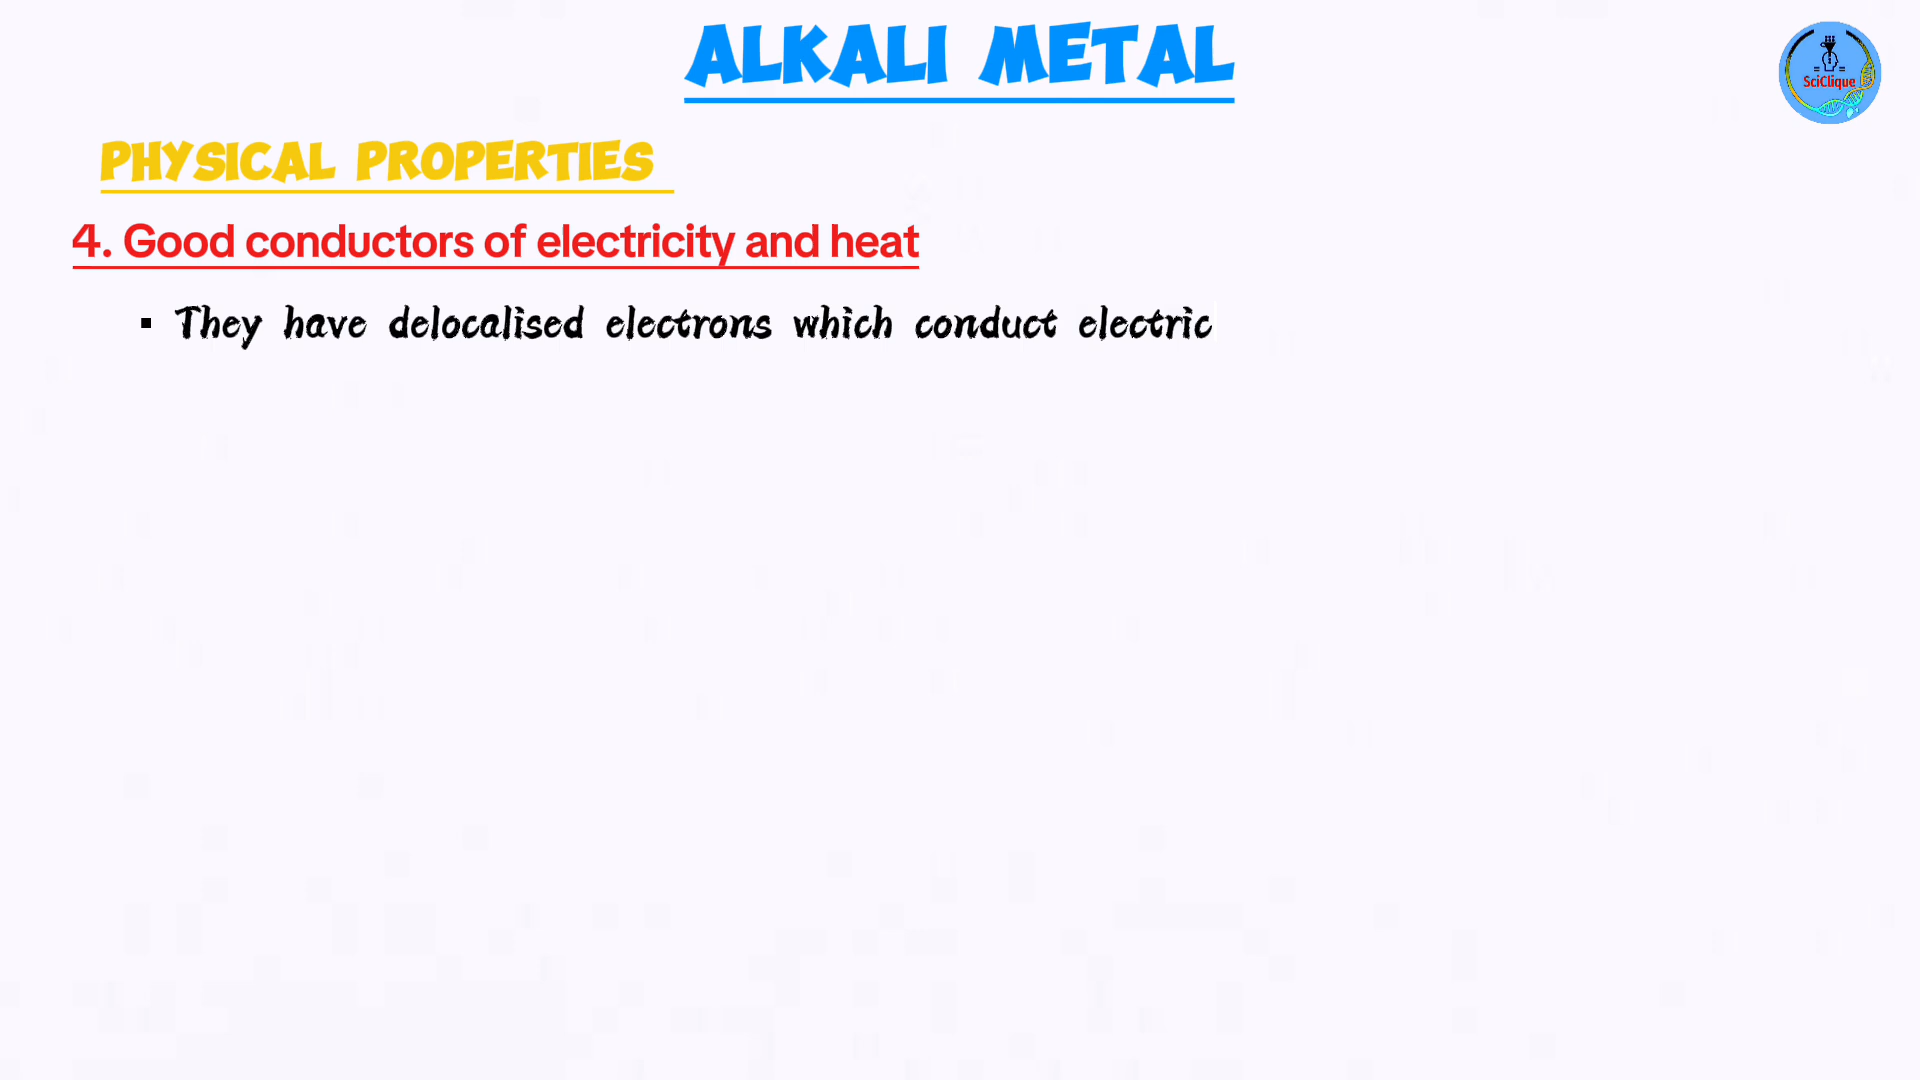 ALKALI METAL
SciClique
PHYSICAL PROPERTIES
4. Good conductors of electricity and heat
▪ They have delocalised electrons which conduct electric